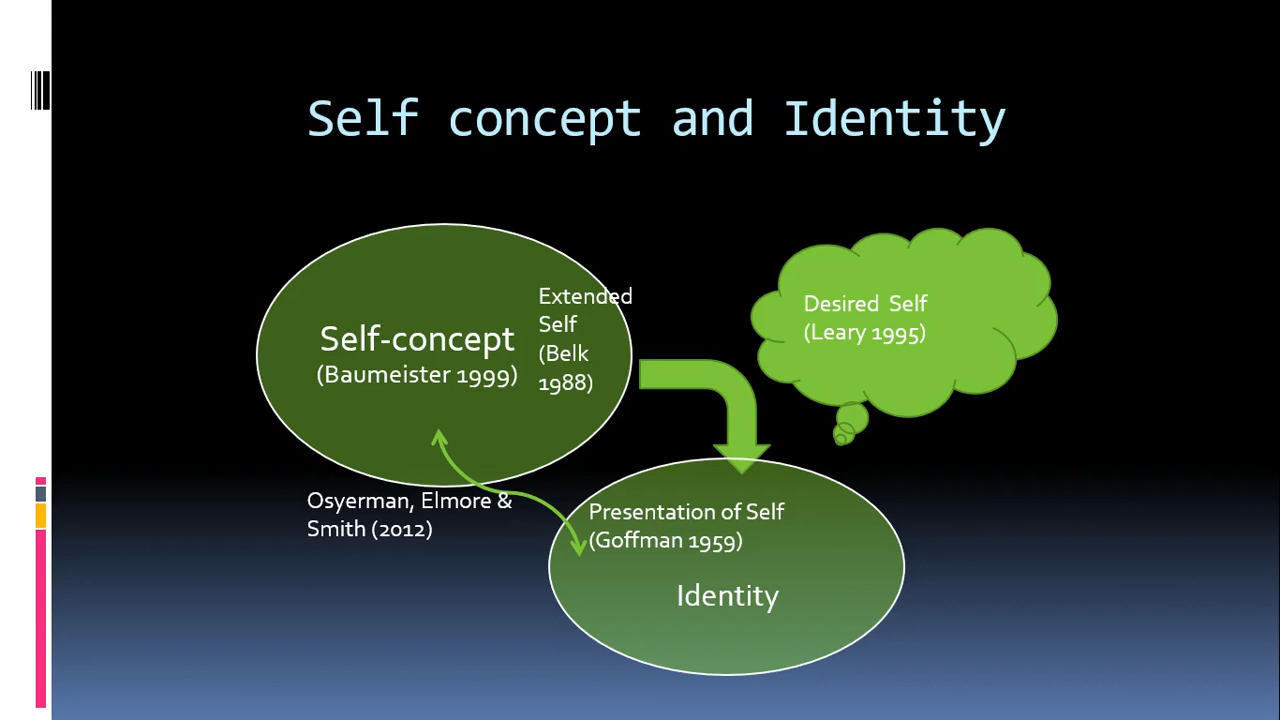 Self concept and Identity
Self-concept
(Baumeister 1999)
Extended
Self
(Belk
1988)
Desired Self
(Leary 1995)
Osyerman, Elmore &
Smith (2012)
Presentation of Self
(Goffman 1959)
Identity